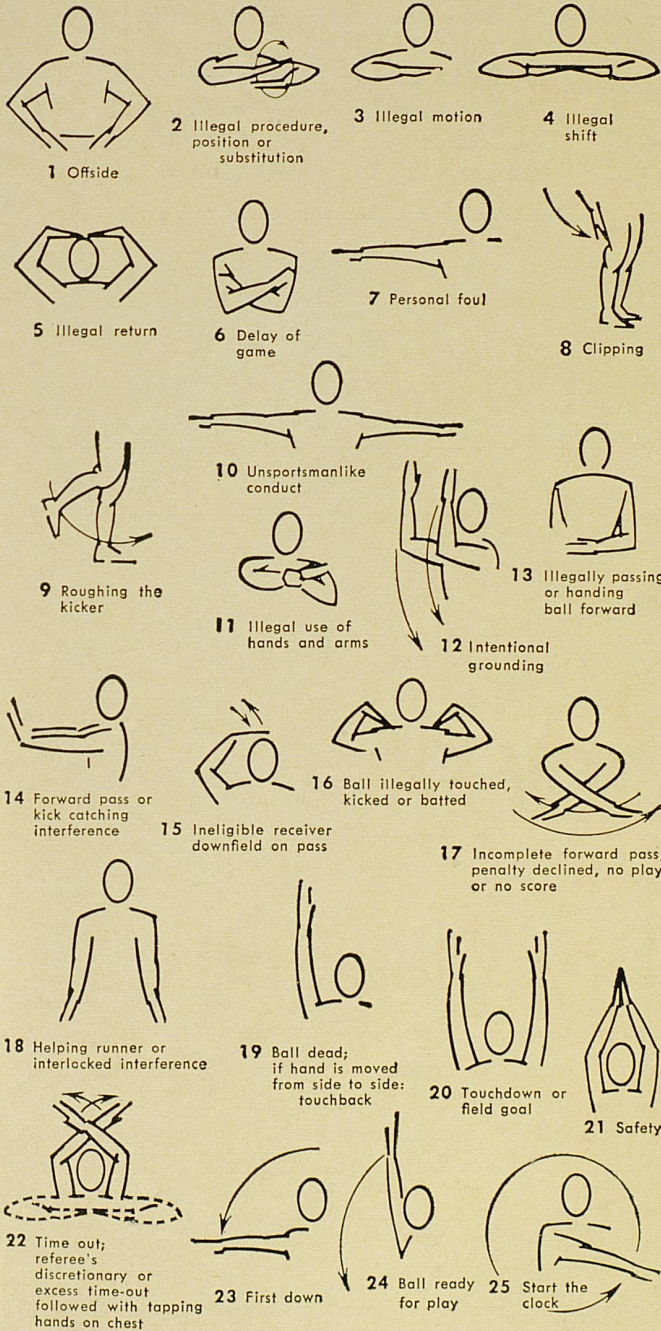 1 Offside
2 Illegal procedure,
position or
substitution
3 Illegal motion
4 Illegal
shift
5 Illegal return
6 Delay of
game
7 Personal foul
8 Clipping
9 Roughing the
kicker
10 Unsportsmanlike
conduct
11 Illegal use of
hands and arms
12 Intentional
grounding
13 Illegally passing
or handing
ball forward
14 Forward pass or
kick catching
interference
15 Ineligible receiver
downfield on pass
16 Ball illegally touched,
kicked or batted
17 Incomplete forward pass,
penalty declined, no play
or no score
18 Helping runner or
interlocked interference
19 Ball dead;
if hand is moved
from side to side:
touchback
20 Touchdown or
field goal
21 Safety
22 Time out;
referee's
discretionary or
excess time-out
followed with tapping
hands on chest
23 First down
24 Ball ready
for play
25 Start the
clock